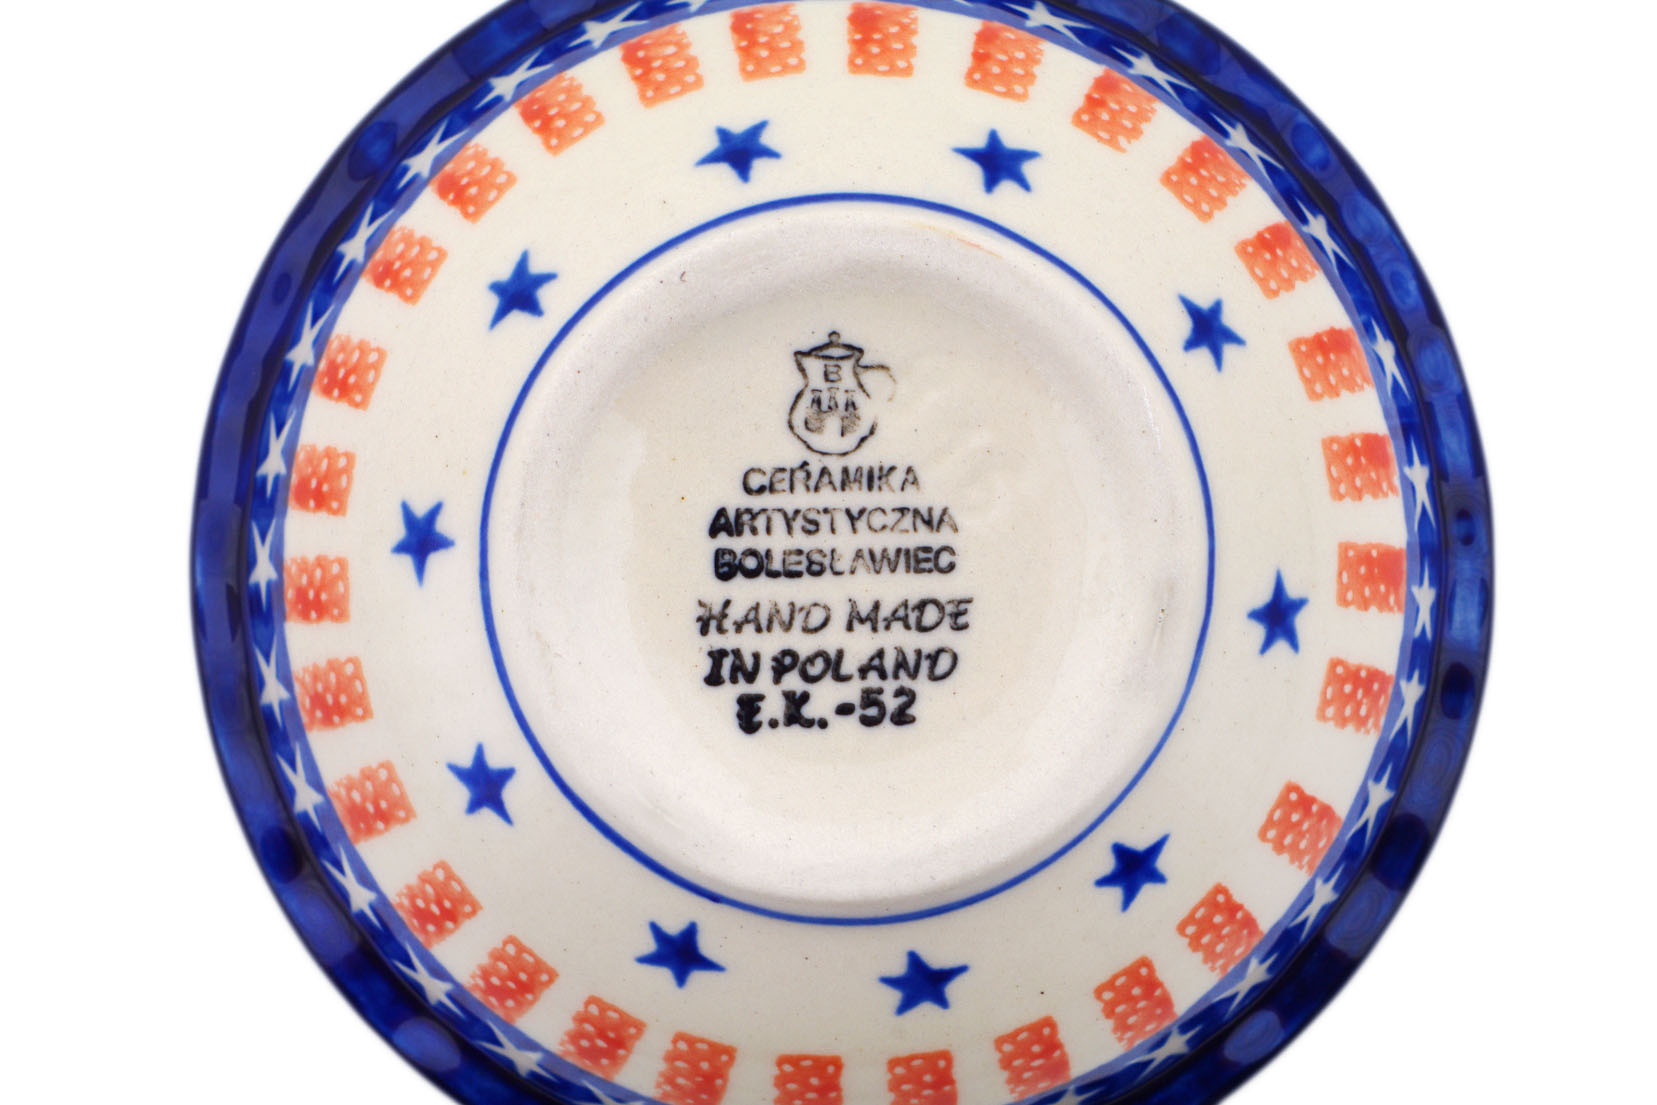 B
CERAMIKA
ARTYSTYCZNA
BOLESŁAWIEC
HAND MADE
IN POLAND
E.K.-52